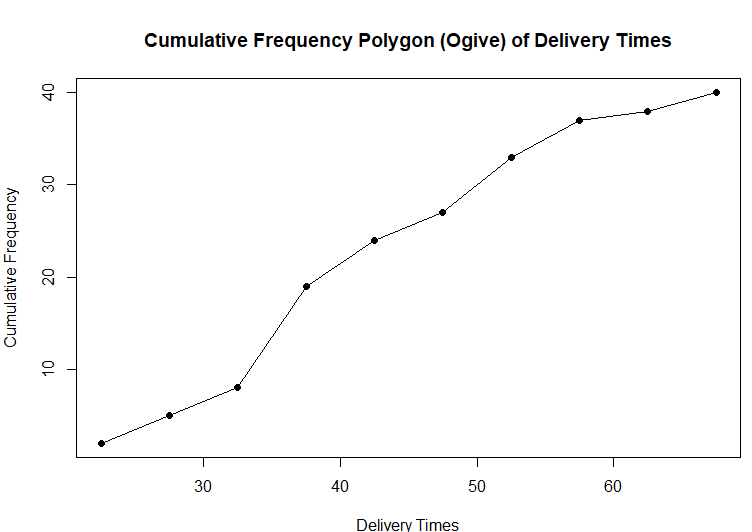 Cumulative Frequency Polygon (Ogive) of Delivery Times
Cumulative Frequency
40
30
20
10
30 40 50 60
Delivery Times